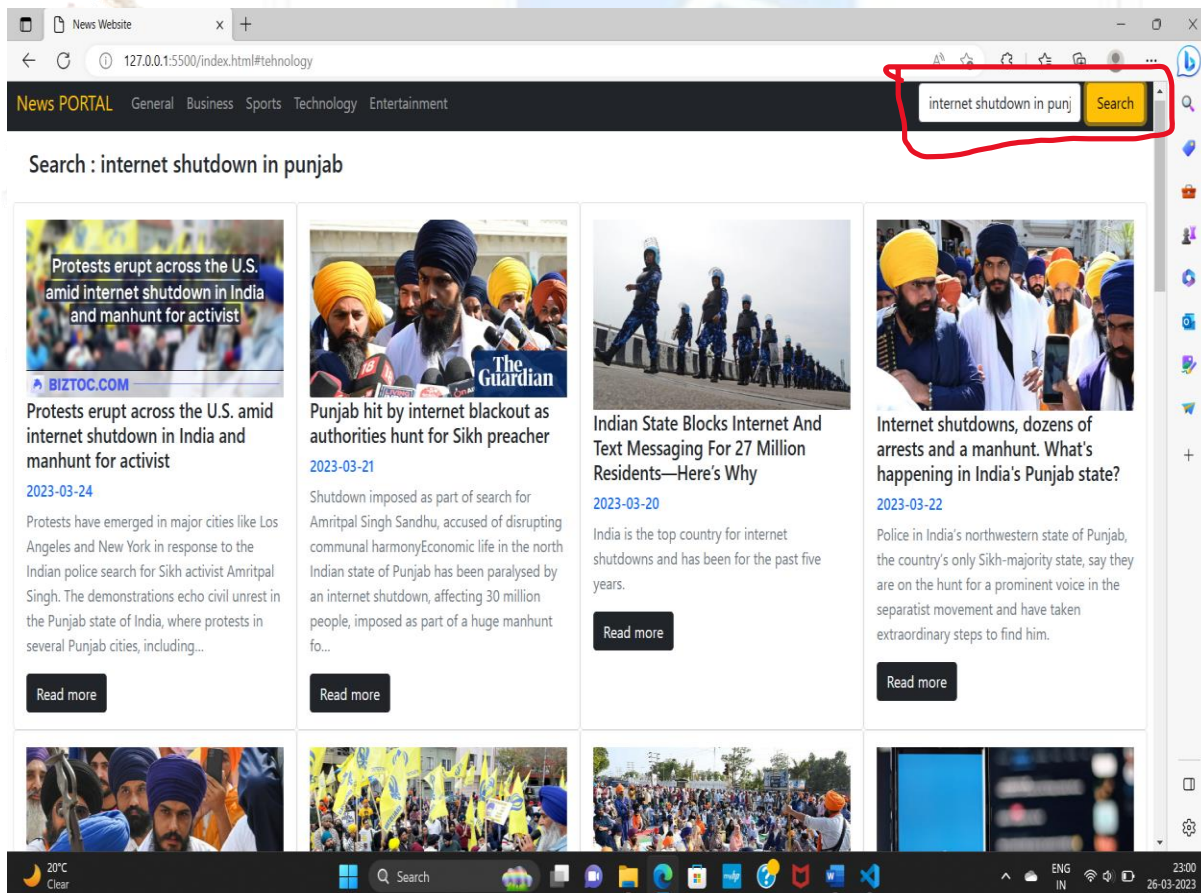 News Website
127.0.0.1:5500/index.html#tehnology
News PORTAL General Business Sports Technology Entertainment
internet shutdown in punj
Search
Search : internet shutdown in punjab
Protests erupt across the U.S.
amid internet shutdown in India
and manhunt for activist
BIZTOC.COM
Protests erupt across the U.S. amid
internet shutdown in India and
manhunt for activist
2023-03-24
Protests have emerged in major cities like Los
Angeles and New York in response to the
Indian police search for Sikh activist Amritpal
Singh. The demonstrations echo civil unrest in
the Punjab state of India, where protests in
several Punjab cities, including...
Read more
18
The
Guardian
Punjab hit by internet blackout as
authorities hunt for Sikh preacher
2023-03-21
Shutdown imposed as part of search for
Amritpal Singh Sandhu, accused of disrupting
communal harmonyEconomic life in the north
Indian state of Punjab has been paralysed by
an internet shutdown, affecting 30 million
people, imposed as part of a huge manhunt
fo...
Read more
Indian State Blocks Internet And
Text Messaging For 27 Million
Residents—Here's Why
2023-03-20
India is the top country for internet
shutdowns and has been for the past five
years.
Read more
Internet shutdowns, dozens of
arrests and a manhunt. What's
happening in India's Punjab state?
2023-03-22
Police in India's northwestern state of Punjab,
the country's only Sikh-majority state, say they
are on the hunt for a prominent voice in the
separatist movement and have taken
extraordinary steps to find him.
Read more
20°C
Clear
Search
ENG
IN
23:00
26-03-2023